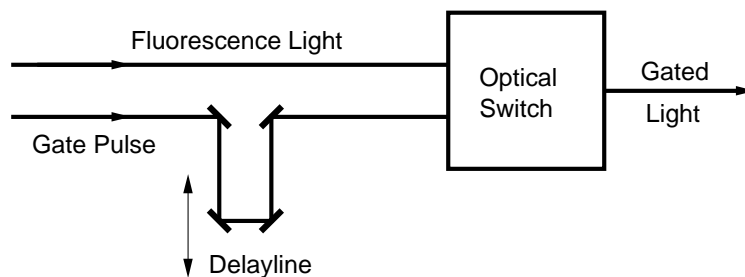 Fluorescence Light
Gate Pulse
Delayline
Optical
Switch
Gated
Light